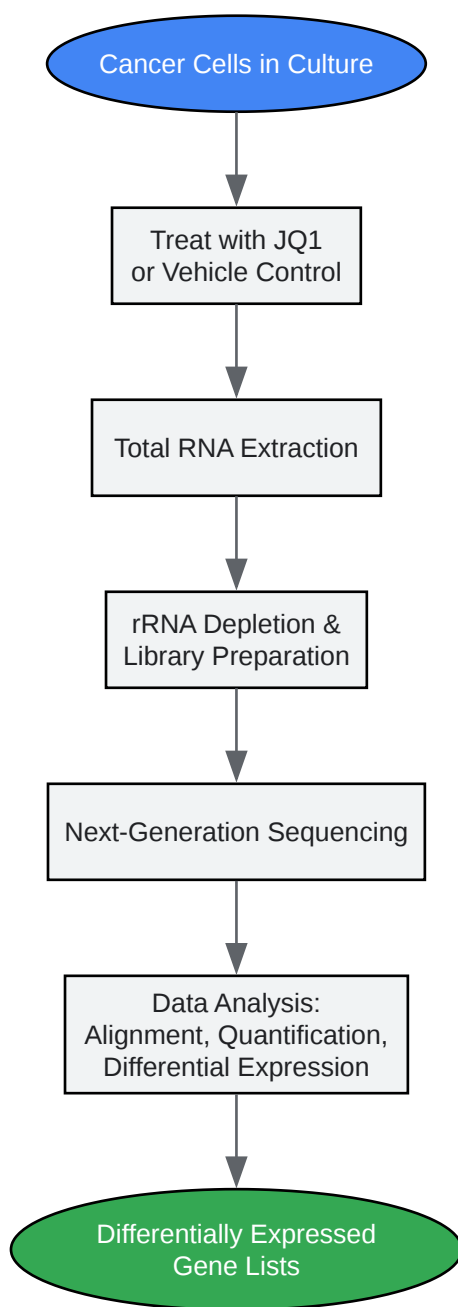 Cancer Cells in Culture
Treat with JQ1
or Vehicle Control
Total RNA Extraction
rRNA Depletion &
Library Preparation
Next-Generation Sequencing
Data Analysis:
Alignment, Quantification,
Differential Expression
Differentially Expressed
Gene Lists